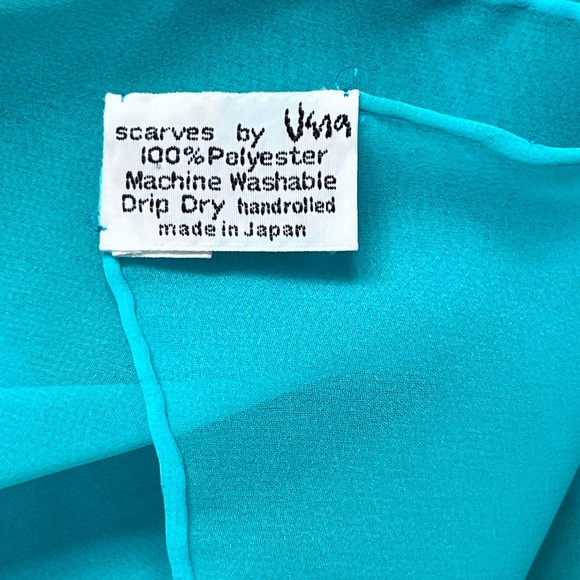 scarves by Vera
100% Polyester
Machine Washable
Drip Dry handrolled
made in Japan